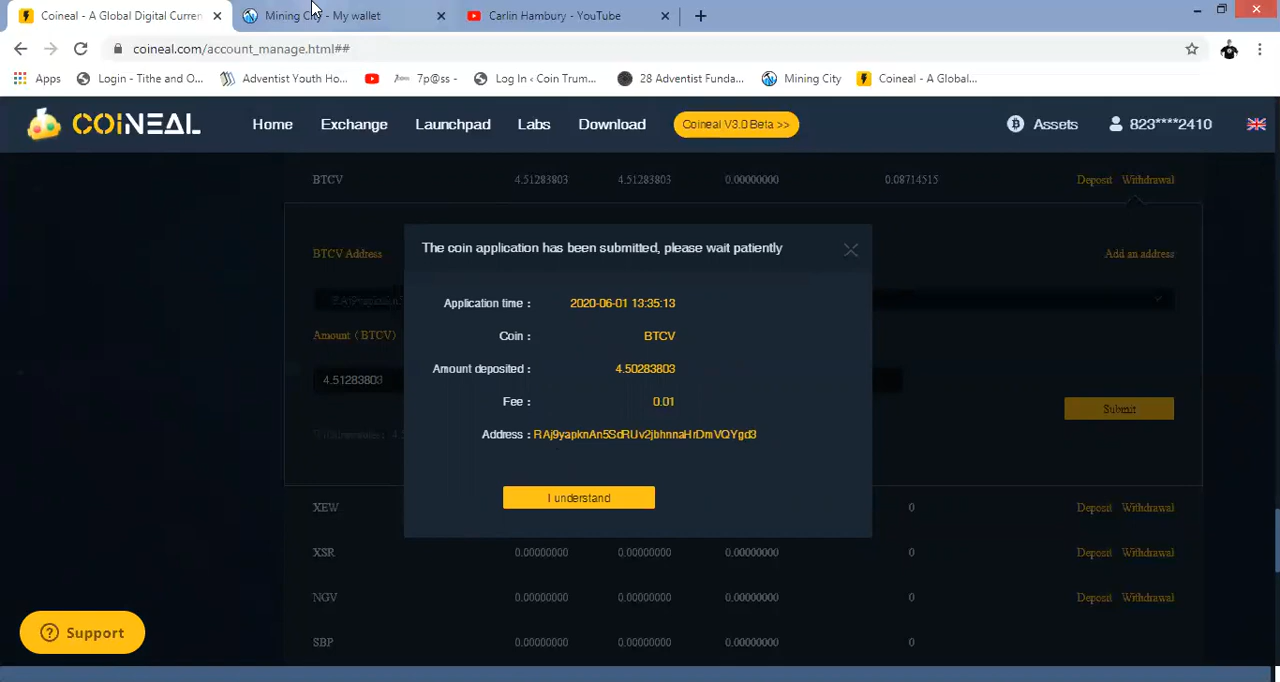 Coineal - A Global Digital Curren
Mining City - My wallet
Carlin Hambury - YouTube
coineal.com/account_manage.html##
Apps
Login - Tithe and O...
Adventist Youth Ho...
7p@ss -
Log In ‹ Coin Trum...
28 Adventist Funda...
Mining City
Coineal - A Global...
COiNEAL
Home
Exchange
Launchpad
Labs
Download
Coineal V3.0 Beta >>
Assets
823****2410
BTCV 4.51283803 4.51283803 0.00000000 0.08714515 Deposit Withdrawal
The coin application has been submitted, please wait patiently
BTCV Address
Add an address
Application time : 2020-06-01 13:35:13
Coin : BTCV
Amount（BTCV）
Amount deposited : 4.50283803
4.51283803
Fee : 0.01
Submit
Address : RAj9yapknAn5SdRUv2jbhnnaHrDmVQYgd3
I understand
XEW 0 Deposit Withdrawal
XSR 0.00000000 0.00000000 0.00000000 0 Deposit Withdrawal
NGV 0.00000000 0.00000000 0.00000000 0 Deposit Withdrawal
SBP 0.00000000 0.00000000 0.00000000 0
Support